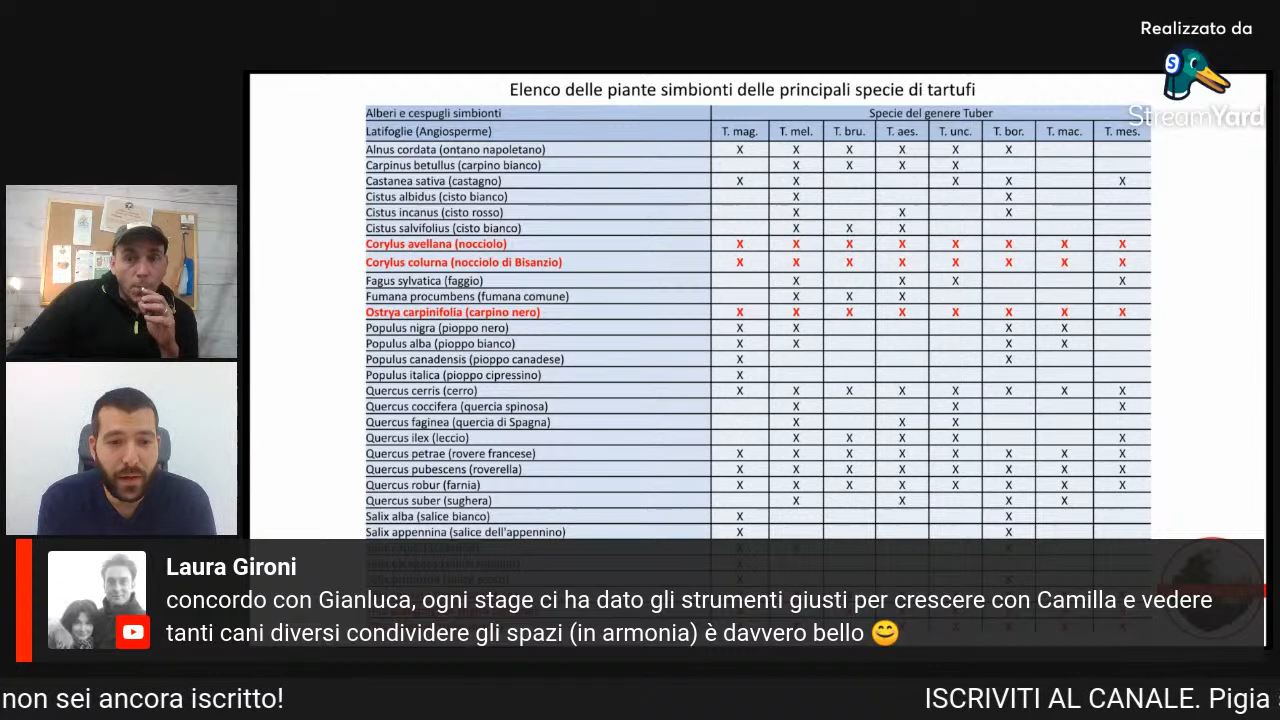 Realizzato da
StreamYard
Elenco delle piante simbionti delle principali specie di tartufi
Alberi e cespugli simbionti Specie del genere Tuber
Latifoglie (Angiosperme) T. mag. T. mel. T. bru. T. aes. T. unc. T. bor. T. mac. T. mes.
Alnus cordata (ontano napoletano) X X X X X X
Carpinus betullus (carpino bianco) X X X X
Castanea sativa (castagno) X X X X X
Cistus albidus (cisto bianco) X X
Cistus incanus (cisto rosso) X X X
Cistus salvifolius (cisto bianco) X X X
Corylus avellana (nocciolo) X X X X X X X X
Corylus colurna (nocciolo di Bisanzio) X X X X X X X X
Fagus sylvatica (faggio) X X X X
Fumana procumbens (fumana comune) X X X
Ostrya carpinifolia (carpino nero) X X X X X X X X
Populus nigra (pioppo nero) X X X X
Populus alba (pioppo bianco) X X X X
Populus canadensis (pioppo canadese) X X
Populus italica (pioppo cipressino) X
Quercus cerris (cerro) X X X X X X X X
Quercus coccifera (quercia spinosa) X X X
Quercus faginea (quercia di Spagna) X X X
Quercus ilex (leccio) X X X X X
Quercus petrae (rovere francese) X X X X X X X X
Quercus pubescens (roverella) X X X X X X X X
Quercus robur (farnia) X X X X X X X X
Quercus suber (sughera) X X X X
Salix alba (salice bianco) X X
Salix appennina (salice dell'appennino) X X
Laura Gironi
concordo con Gianluca, ogni stage ci ha dato gli strumenti giusti per crescere con Camilla e vedere
tanti cani diversi condividere gli spazi (in armonia) è davvero bello 😊
non sei ancora iscritto! ISCRIVITI AL CANALE. Pigia